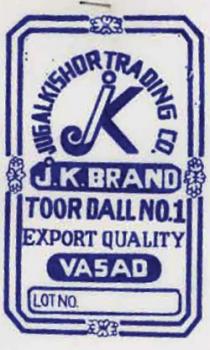 JUGALKISHOR TRADING CO.
JK
J.K. BRAND
TOOR DALL NO.1
EXPORT QUALITY
VASAD
LOT NO.